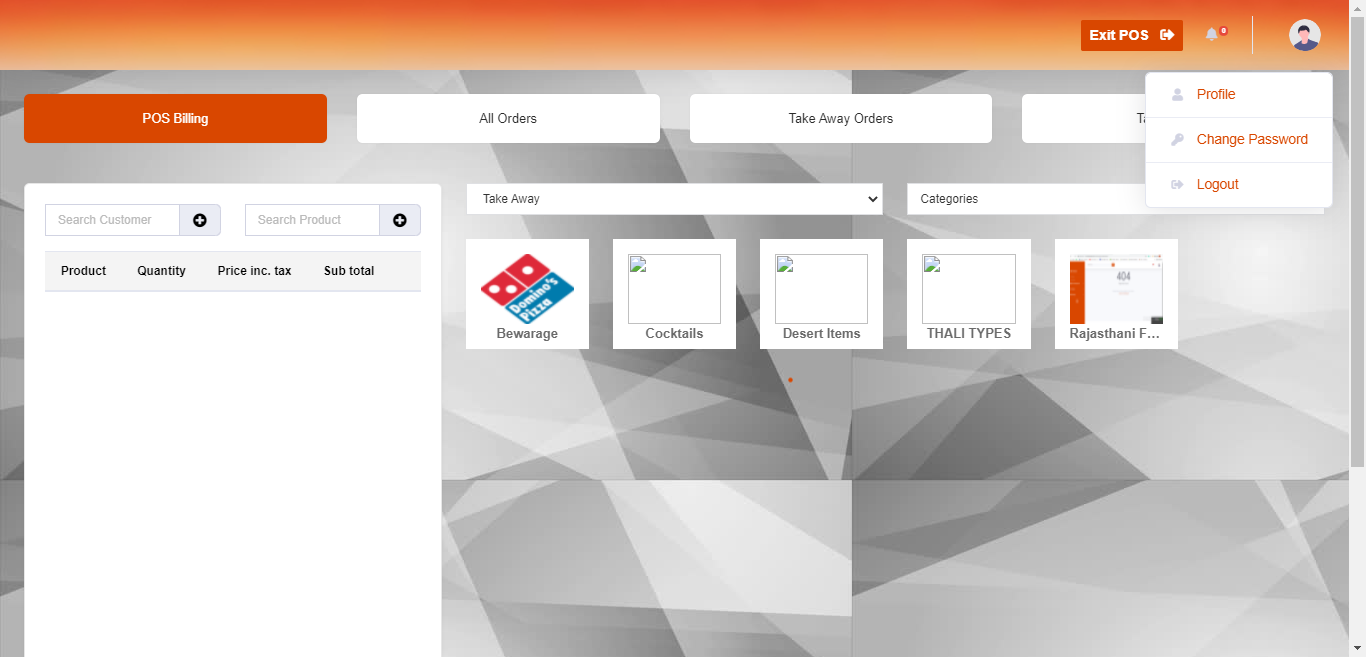 Exit POS
0
Profile
Change Password
Logout
POS Billing
All Orders
Take Away Orders
Search Customer
Search Product
Take Away
Categories
Product Quantity Price inc. tax Sub total
Domino's
Pizza
Bewarage
Cocktails
Desert Items
THALI TYPES
404
Rajasthani F...